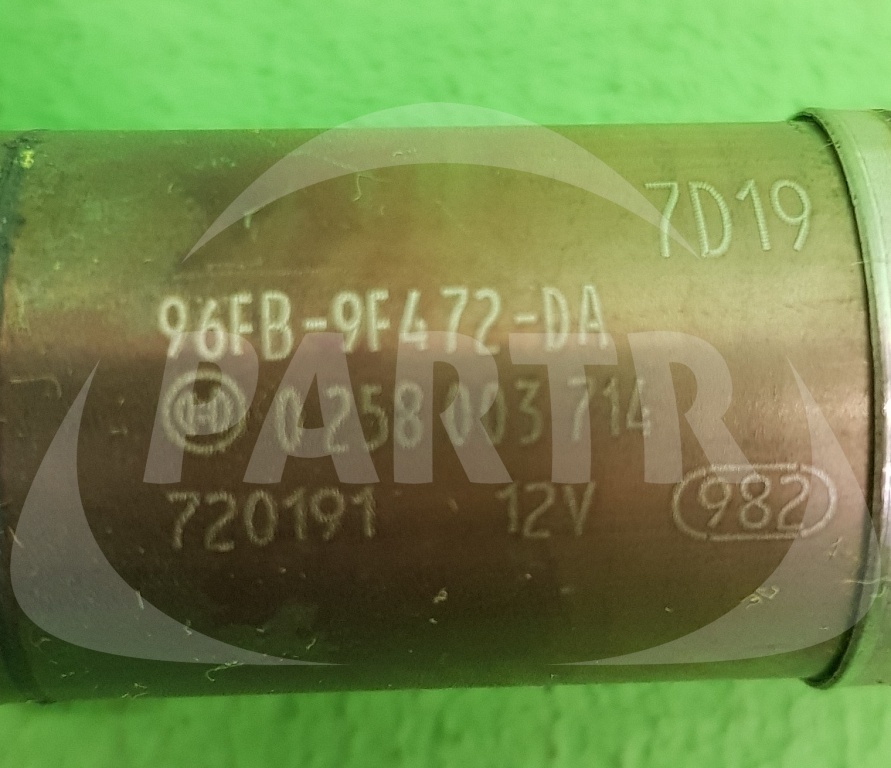 7D19
96FB-9F472-DA
0 258 003 714
720191 12V 982
PARTR